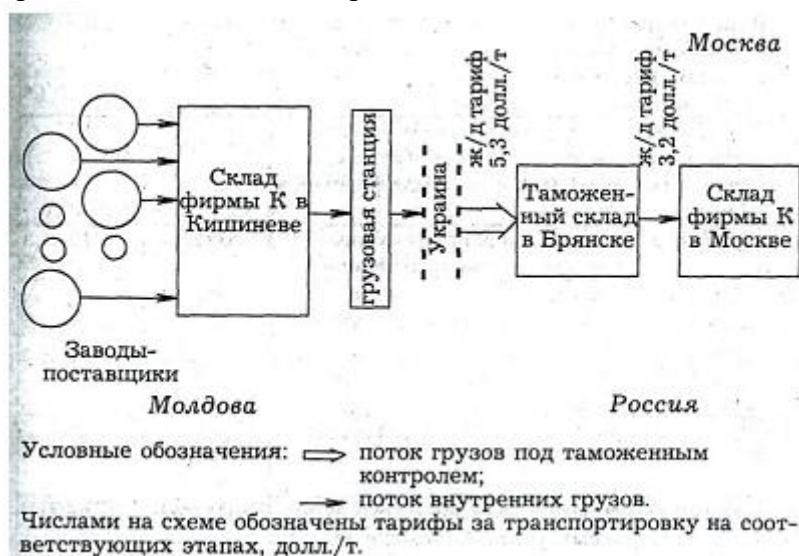 Москва
ж/д тариф
5,3 долл./т
ж/д тариф
3,2 долл./т
Склад
фирмы К в
Кишиневе
грузовая станция
Украина
Таможен-
ный склад
в Брянске
Склад
фирмы К
в Москве
Заводы-
поставщики
Молдова
Россия
Условные обозначения:
поток грузов под таможенным
контролем;
поток внутренних грузов.
Числами на схеме обозначены тарифы за транспортировку на соот-
ветствующих этапах, долл./т.